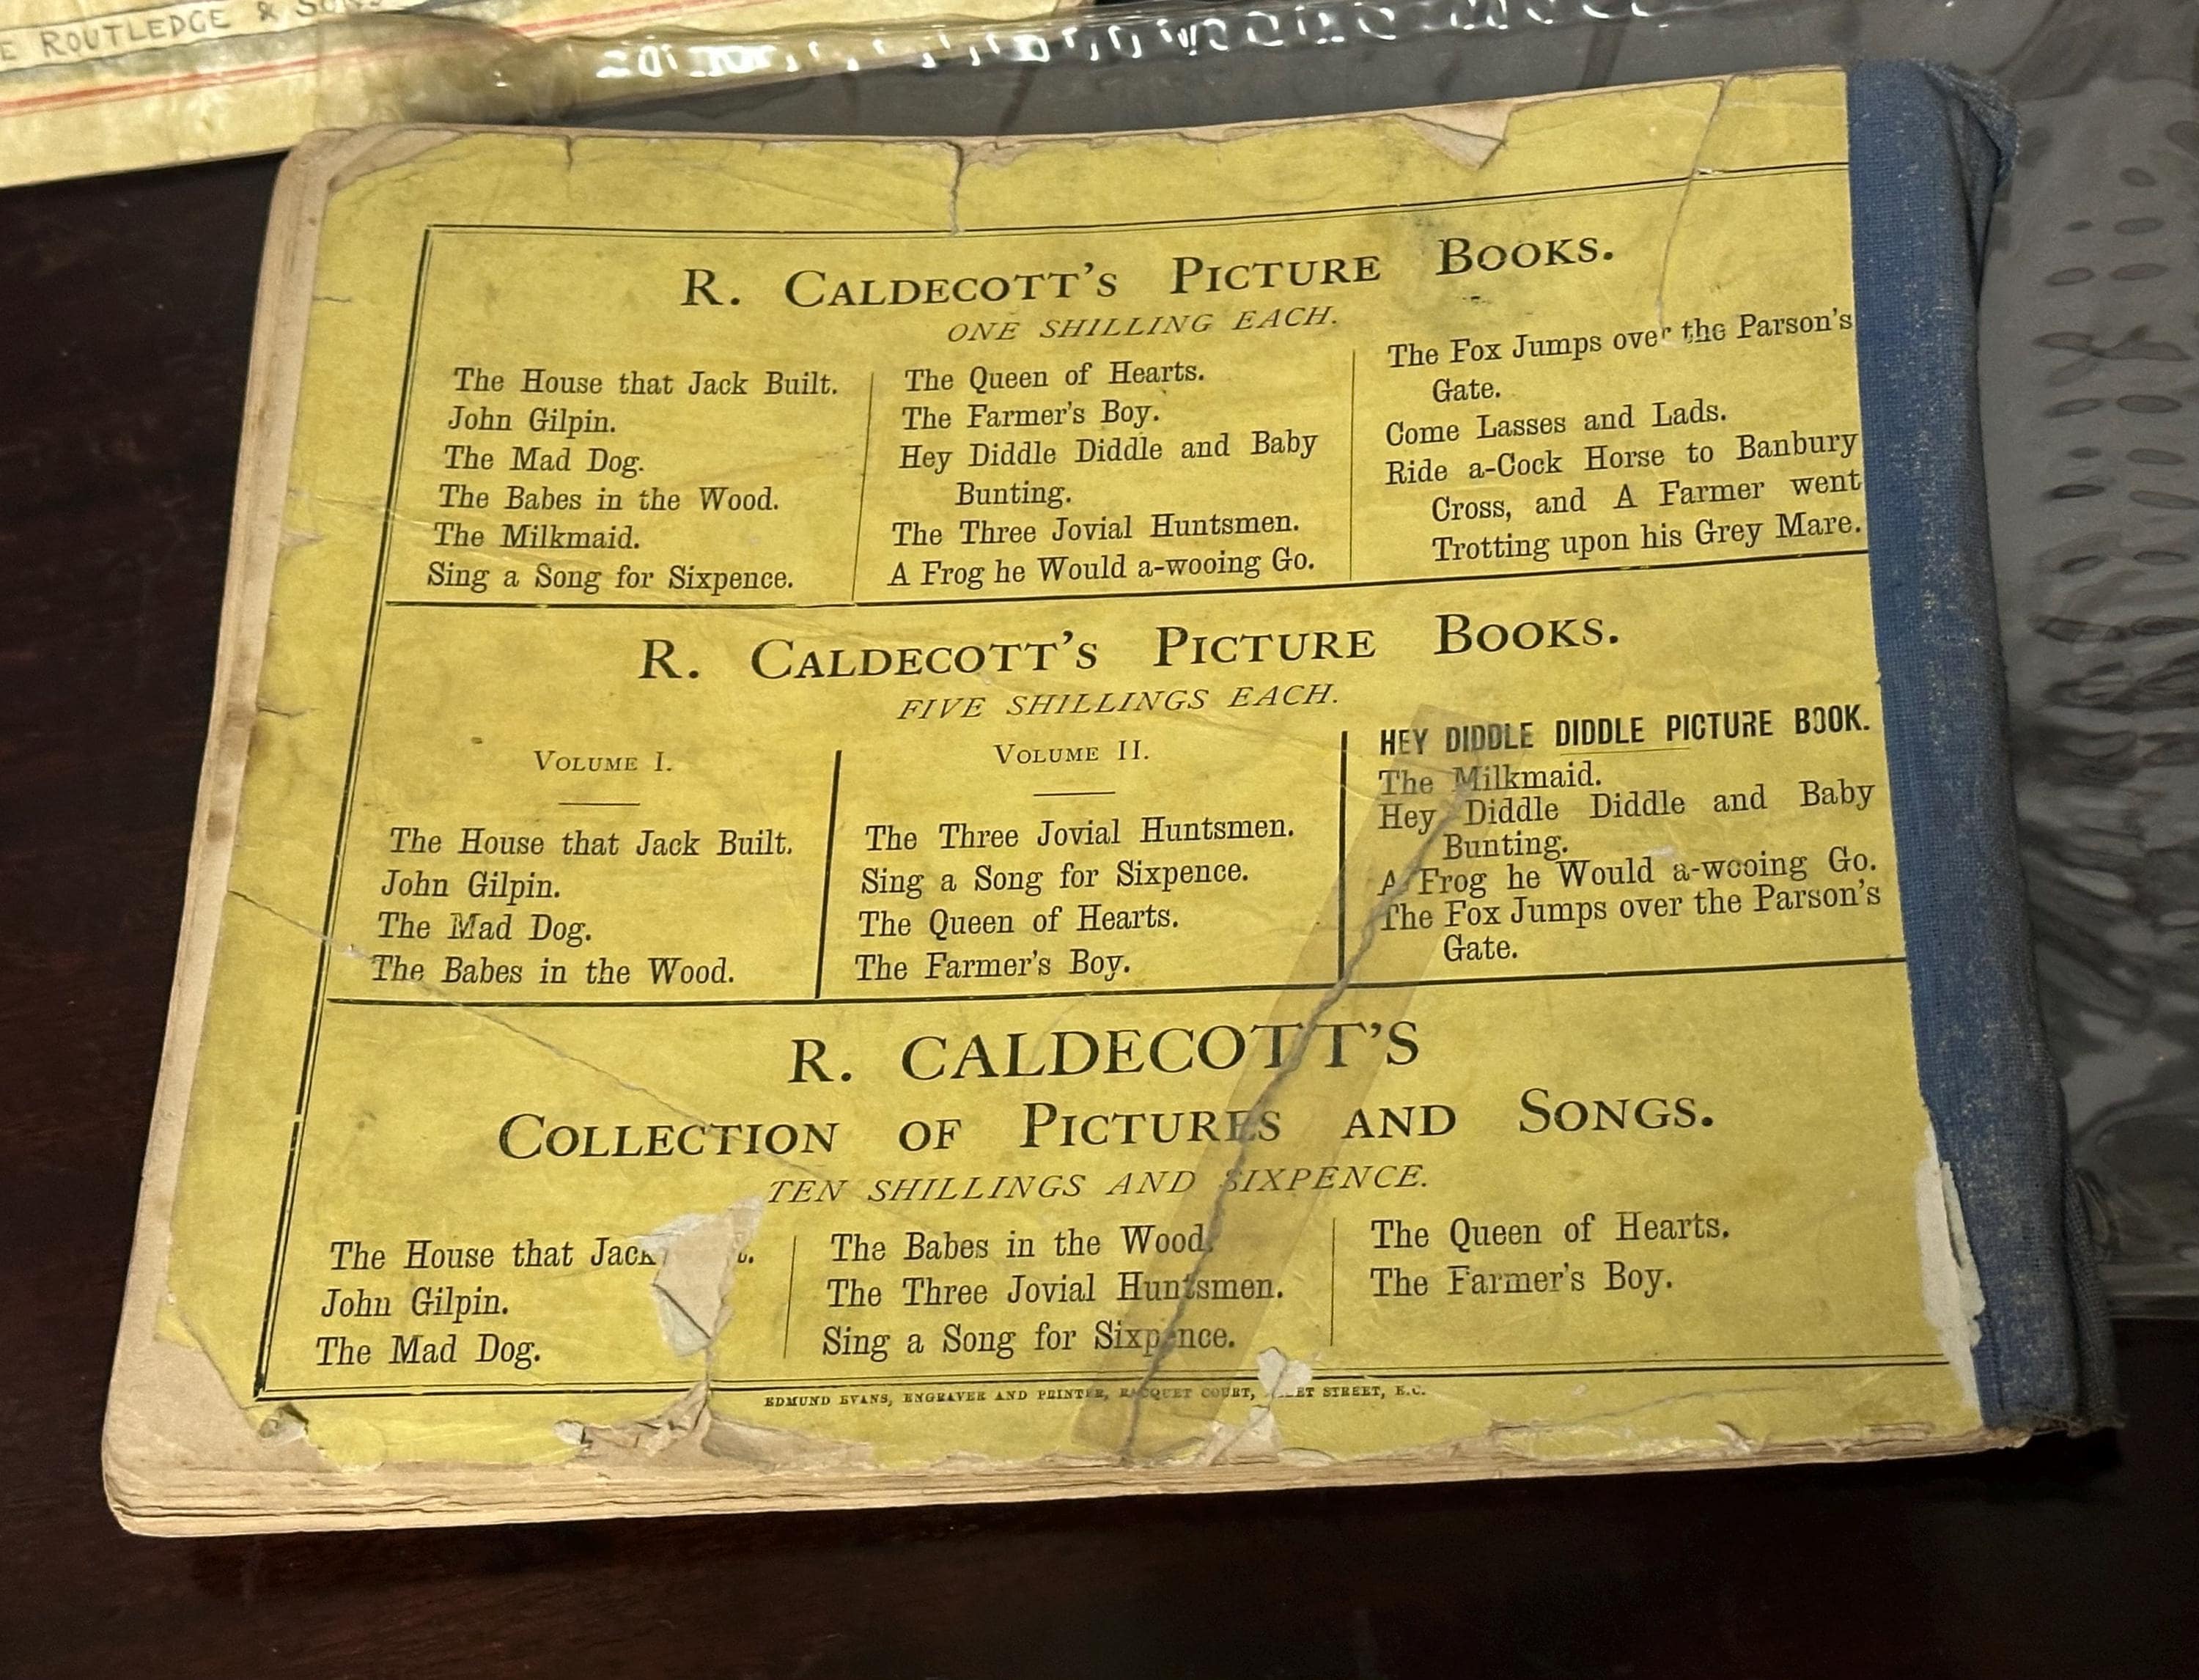 E ROUTLEDGE & SONS
R. CALDECOTT'S PICTURE BOOKS.
ONE SHILLING EACH.
The House that Jack Built.
John Gilpin.
The Mad Dog.
The Babes in the Wood.
The Milkmaid.
Sing a Song for Sixpence.
The Queen of Hearts.
The Farmer's Boy.
Hey Diddle Diddle and Baby
Bunting.
The Three Jovial Huntsmen.
A Frog he Would a-wooing Go.
The Fox Jumps over the Parson's
Gate.
Come Lasses and Lads.
Ride a-Cock Horse to Banbury
Cross, and A Farmer went
Trotting upon his Grey Mare.
R. CALDECOTT'S PICTURE BOOKS.
FIVE SHILLINGS EACH.
VOLUME I.
The House that Jack Built.
John Gilpin.
The Mad Dog.
The Babes in the Wood.
VOLUME II.
The Three Jovial Huntsmen.
Sing a Song for Sixpence.
The Queen of Hearts.
The Farmer's Boy.
HEY DIDDLE DIDDLE PICTURE BOOK.
The Milkmaid.
Hey Diddle Diddle and Baby
Bunting.
A Frog he Would a-wooing Go.
The Fox Jumps over the Parson's
Gate.
R. CALDECOTT'S
COLLECTION OF PICTURES AND SONGS.
TEN SHILLINGS AND SIXPENCE.
The House that Jack
John Gilpin.
The Mad Dog.
The Babes in the Wood.
The Three Jovial Huntsmen.
Sing a Song for Sixpence.
The Queen of Hearts.
The Farmer's Boy.
EDMUND EVANS, ENGRAVER AND PRINTER, RACQUET COURT, STREET, E.C.